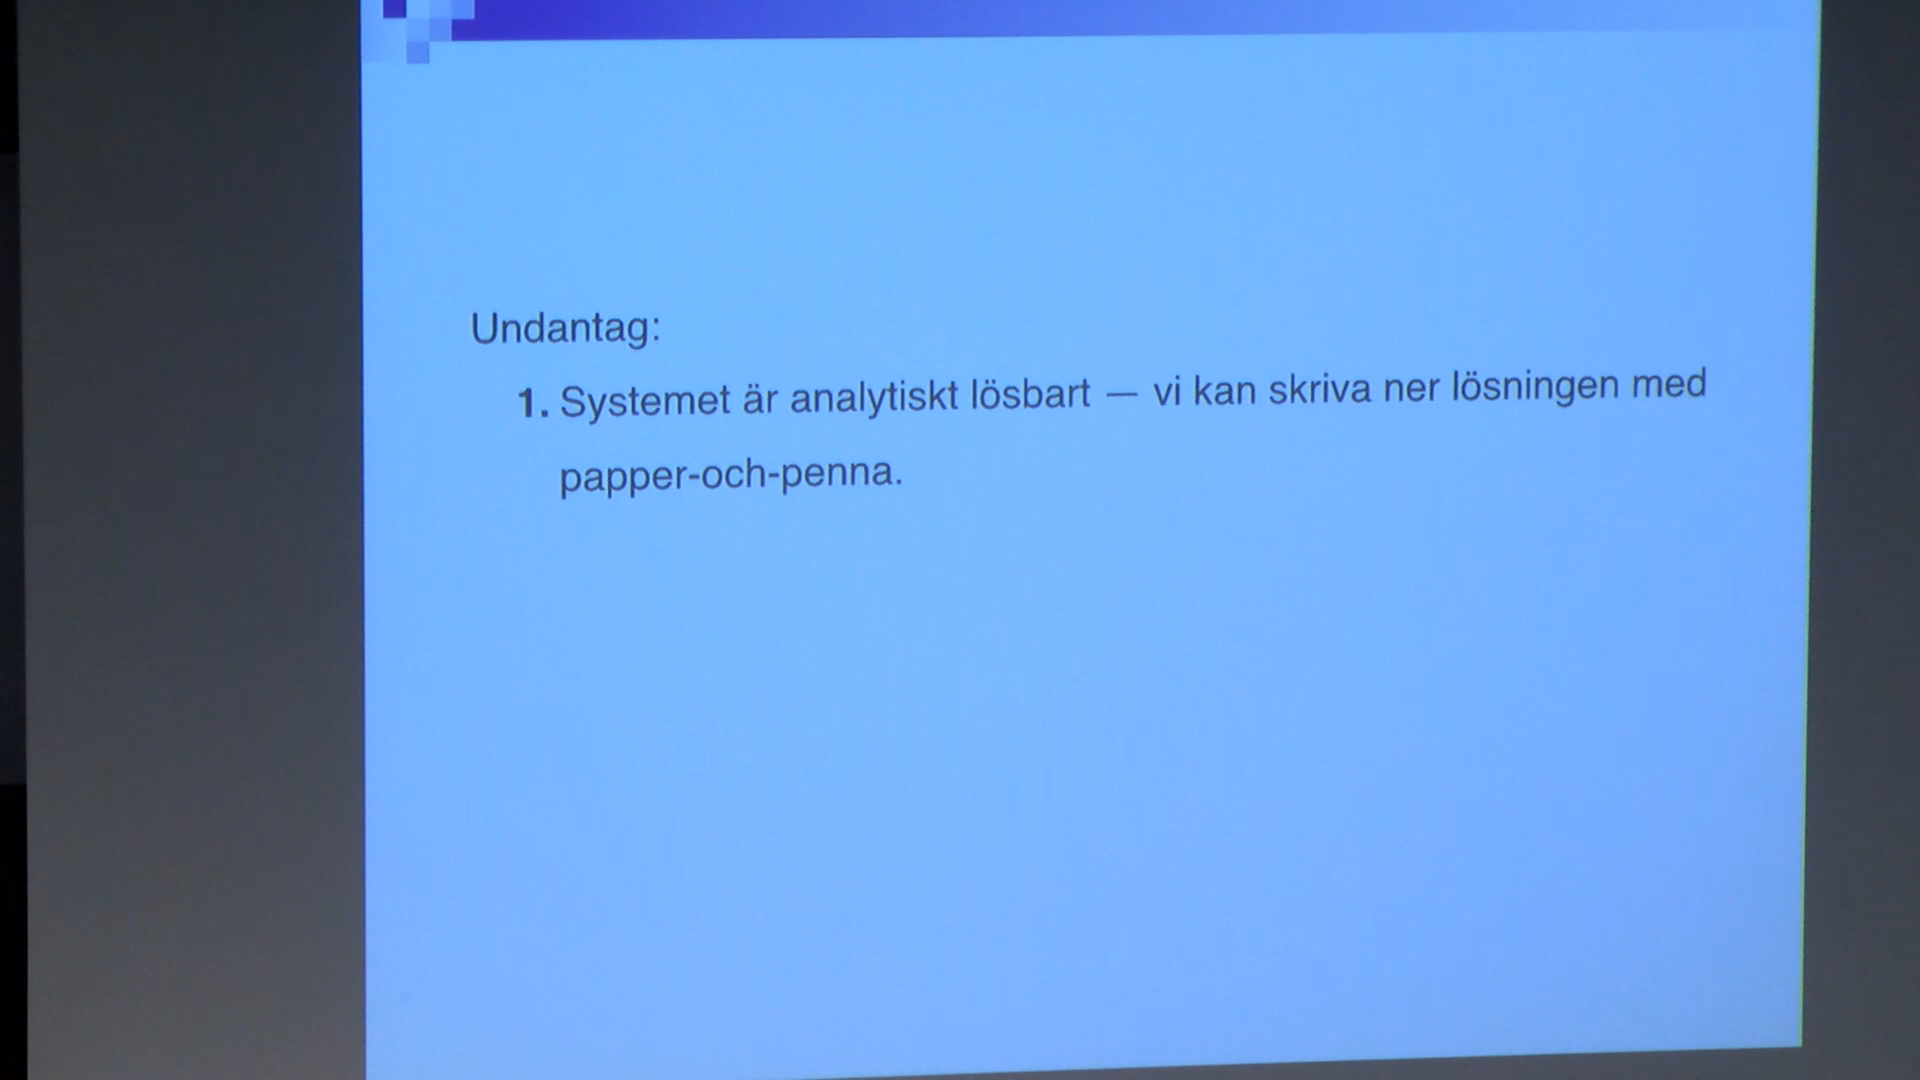 Undantag:
1. Systemet är analytiskt lösbart — vi kan skriva ner lösningen med
papper-och-penna.